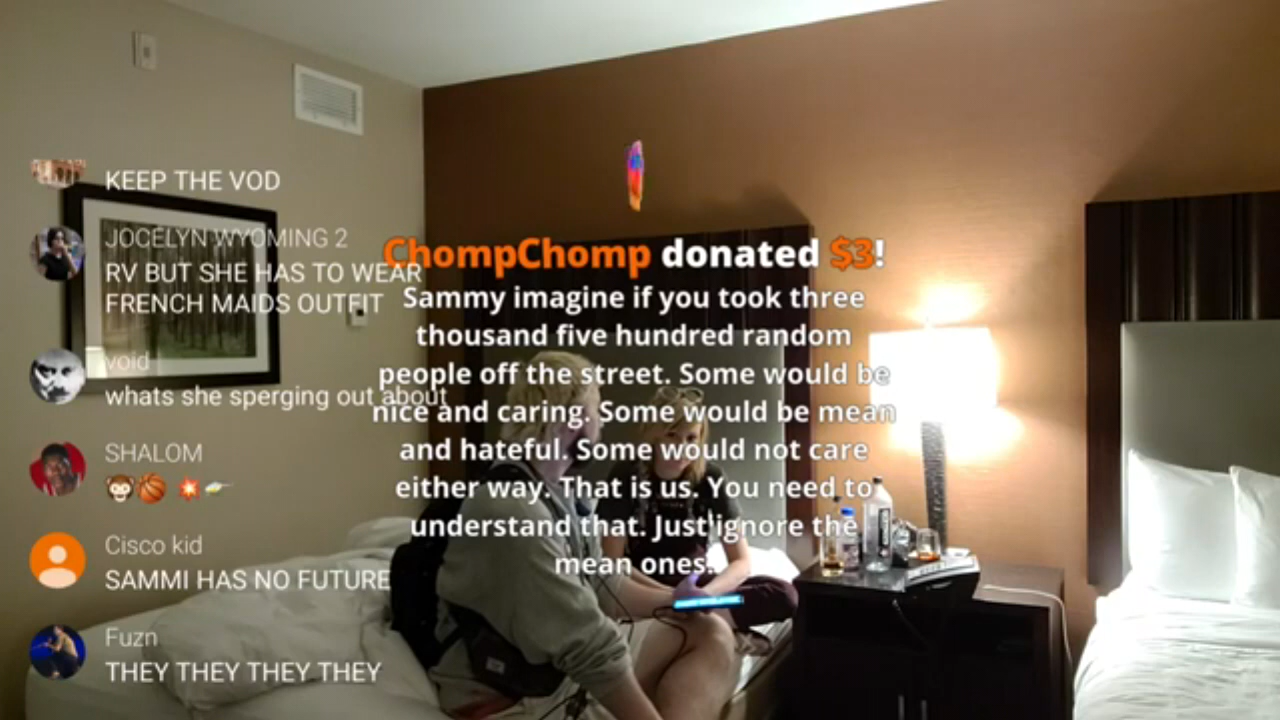 KEEP THE VOD
JOCELYN WYOMING 2
RV BUT SHE HAS TO WEAR
FRENCH MAIDS OUTFIT
void
whats she sperging out about
SHALOM
Cisco kid
SAMMI HAS NO FUTURE
Fuzn
THEY THEY THEY THEY
ChompChomp donated $3!
Sammy imagine if you took three
thousand five hundred random
people off the street. Some would be
nice and caring. Some would be mean
and hateful. Some would not care
either way. That is us. You need to
understand that. Just ignore the
mean ones.